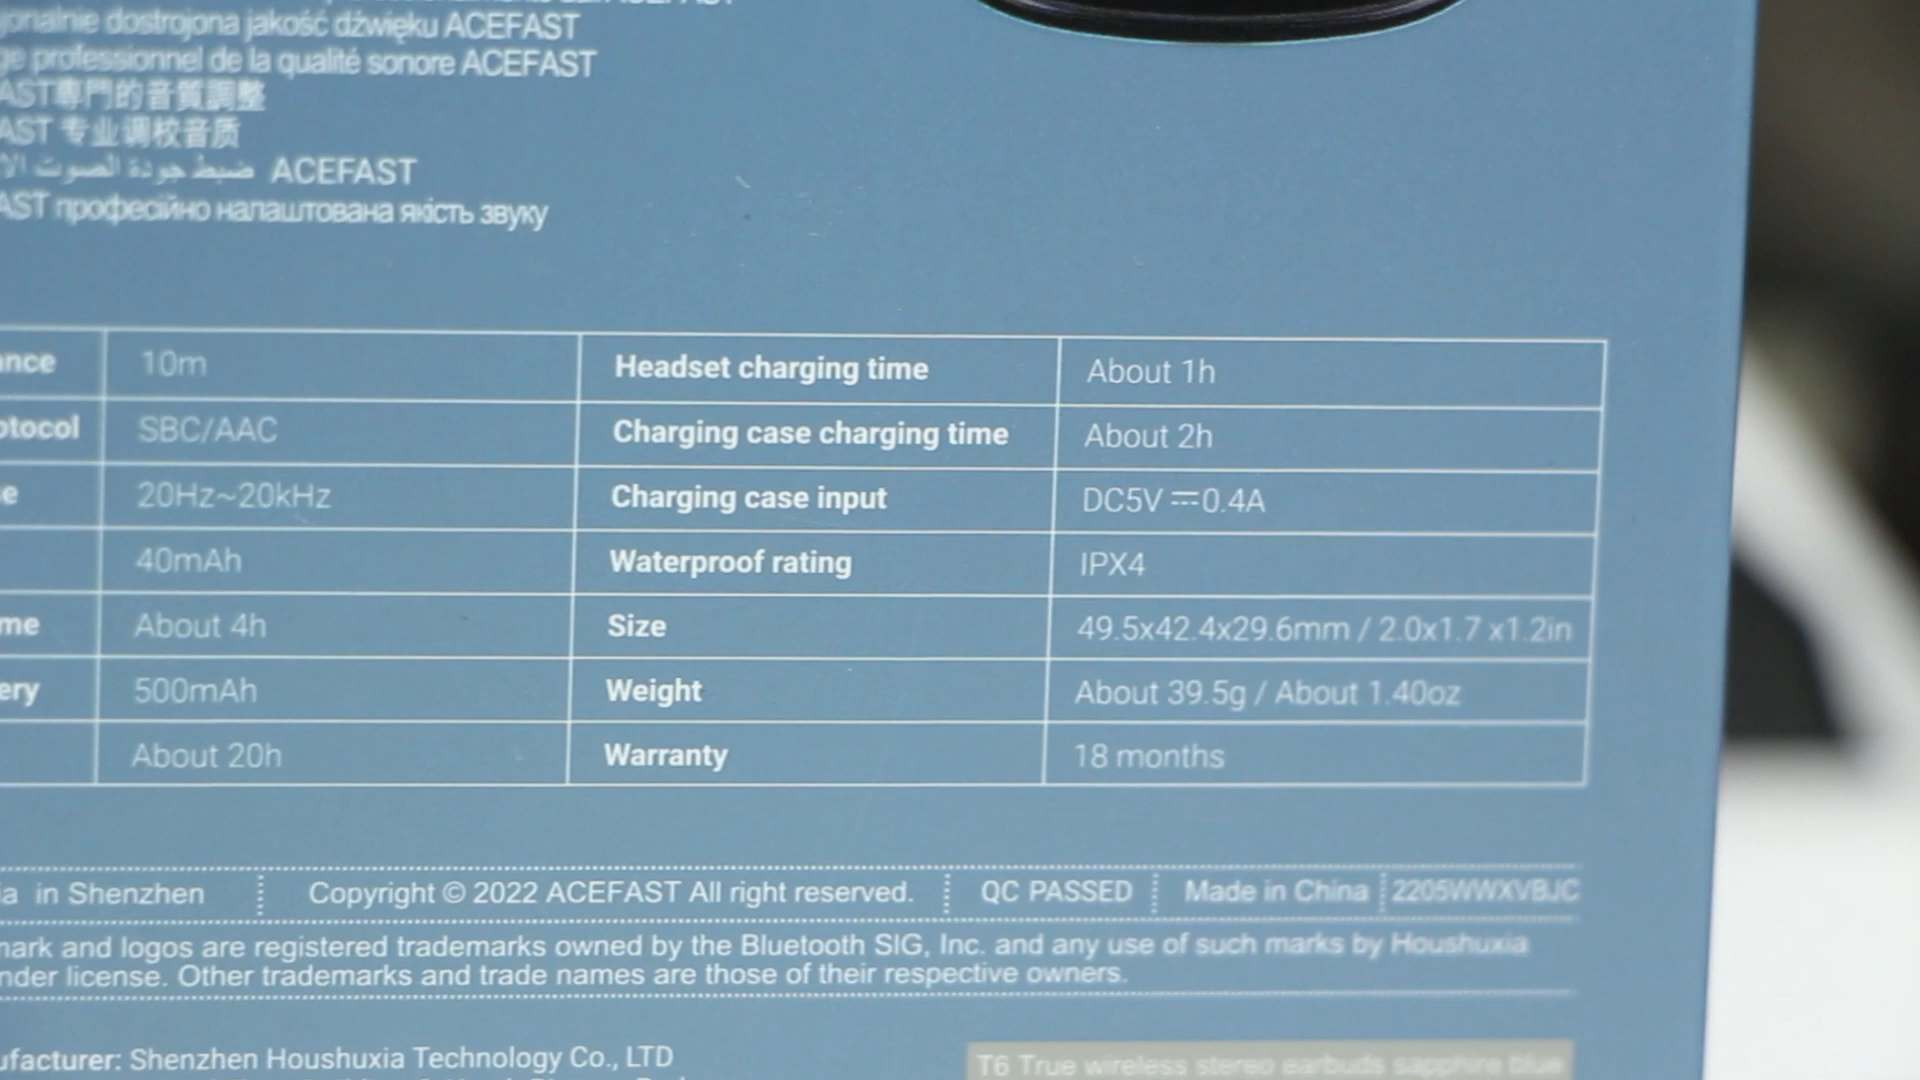 jonalnie dostrojona jakość dźwięku ACEFAST
ge professionnel de la qualité sonore ACEFAST
AST專門的音質調整
AST 专业调校音质
ضبط جودة الصوت الا ACEFAST
AST професійно налаштована якість звуку
ance 10m Headset charging time About 1h
otocol SBC/AAC Charging case charging time About 2h
e 20Hz~20kHz Charging case input DC5V ⎓0.4A
40mAh Waterproof rating IPX4
me About 4h Size 49.5x42.4x29.6mm / 2.0x1.7 x1.2in
ery 500mAh Weight About 39.5g / About 1.40oz
About 20h Warranty 18 months
ia in Shenzhen Copyright © 2022 ACEFAST All right reserved. QC PASSED Made in China 2205WWXVBJC
mark and logos are registered trademarks owned by the Bluetooth SIG, Inc. and any use of such marks by Houshuxia
nder license. Other trademarks and trade names are those of their respective owners.
ufacturer: Shenzhen Houshuxia Technology Co., LTD
T6 True wireless stereo earbuds sapphire blue